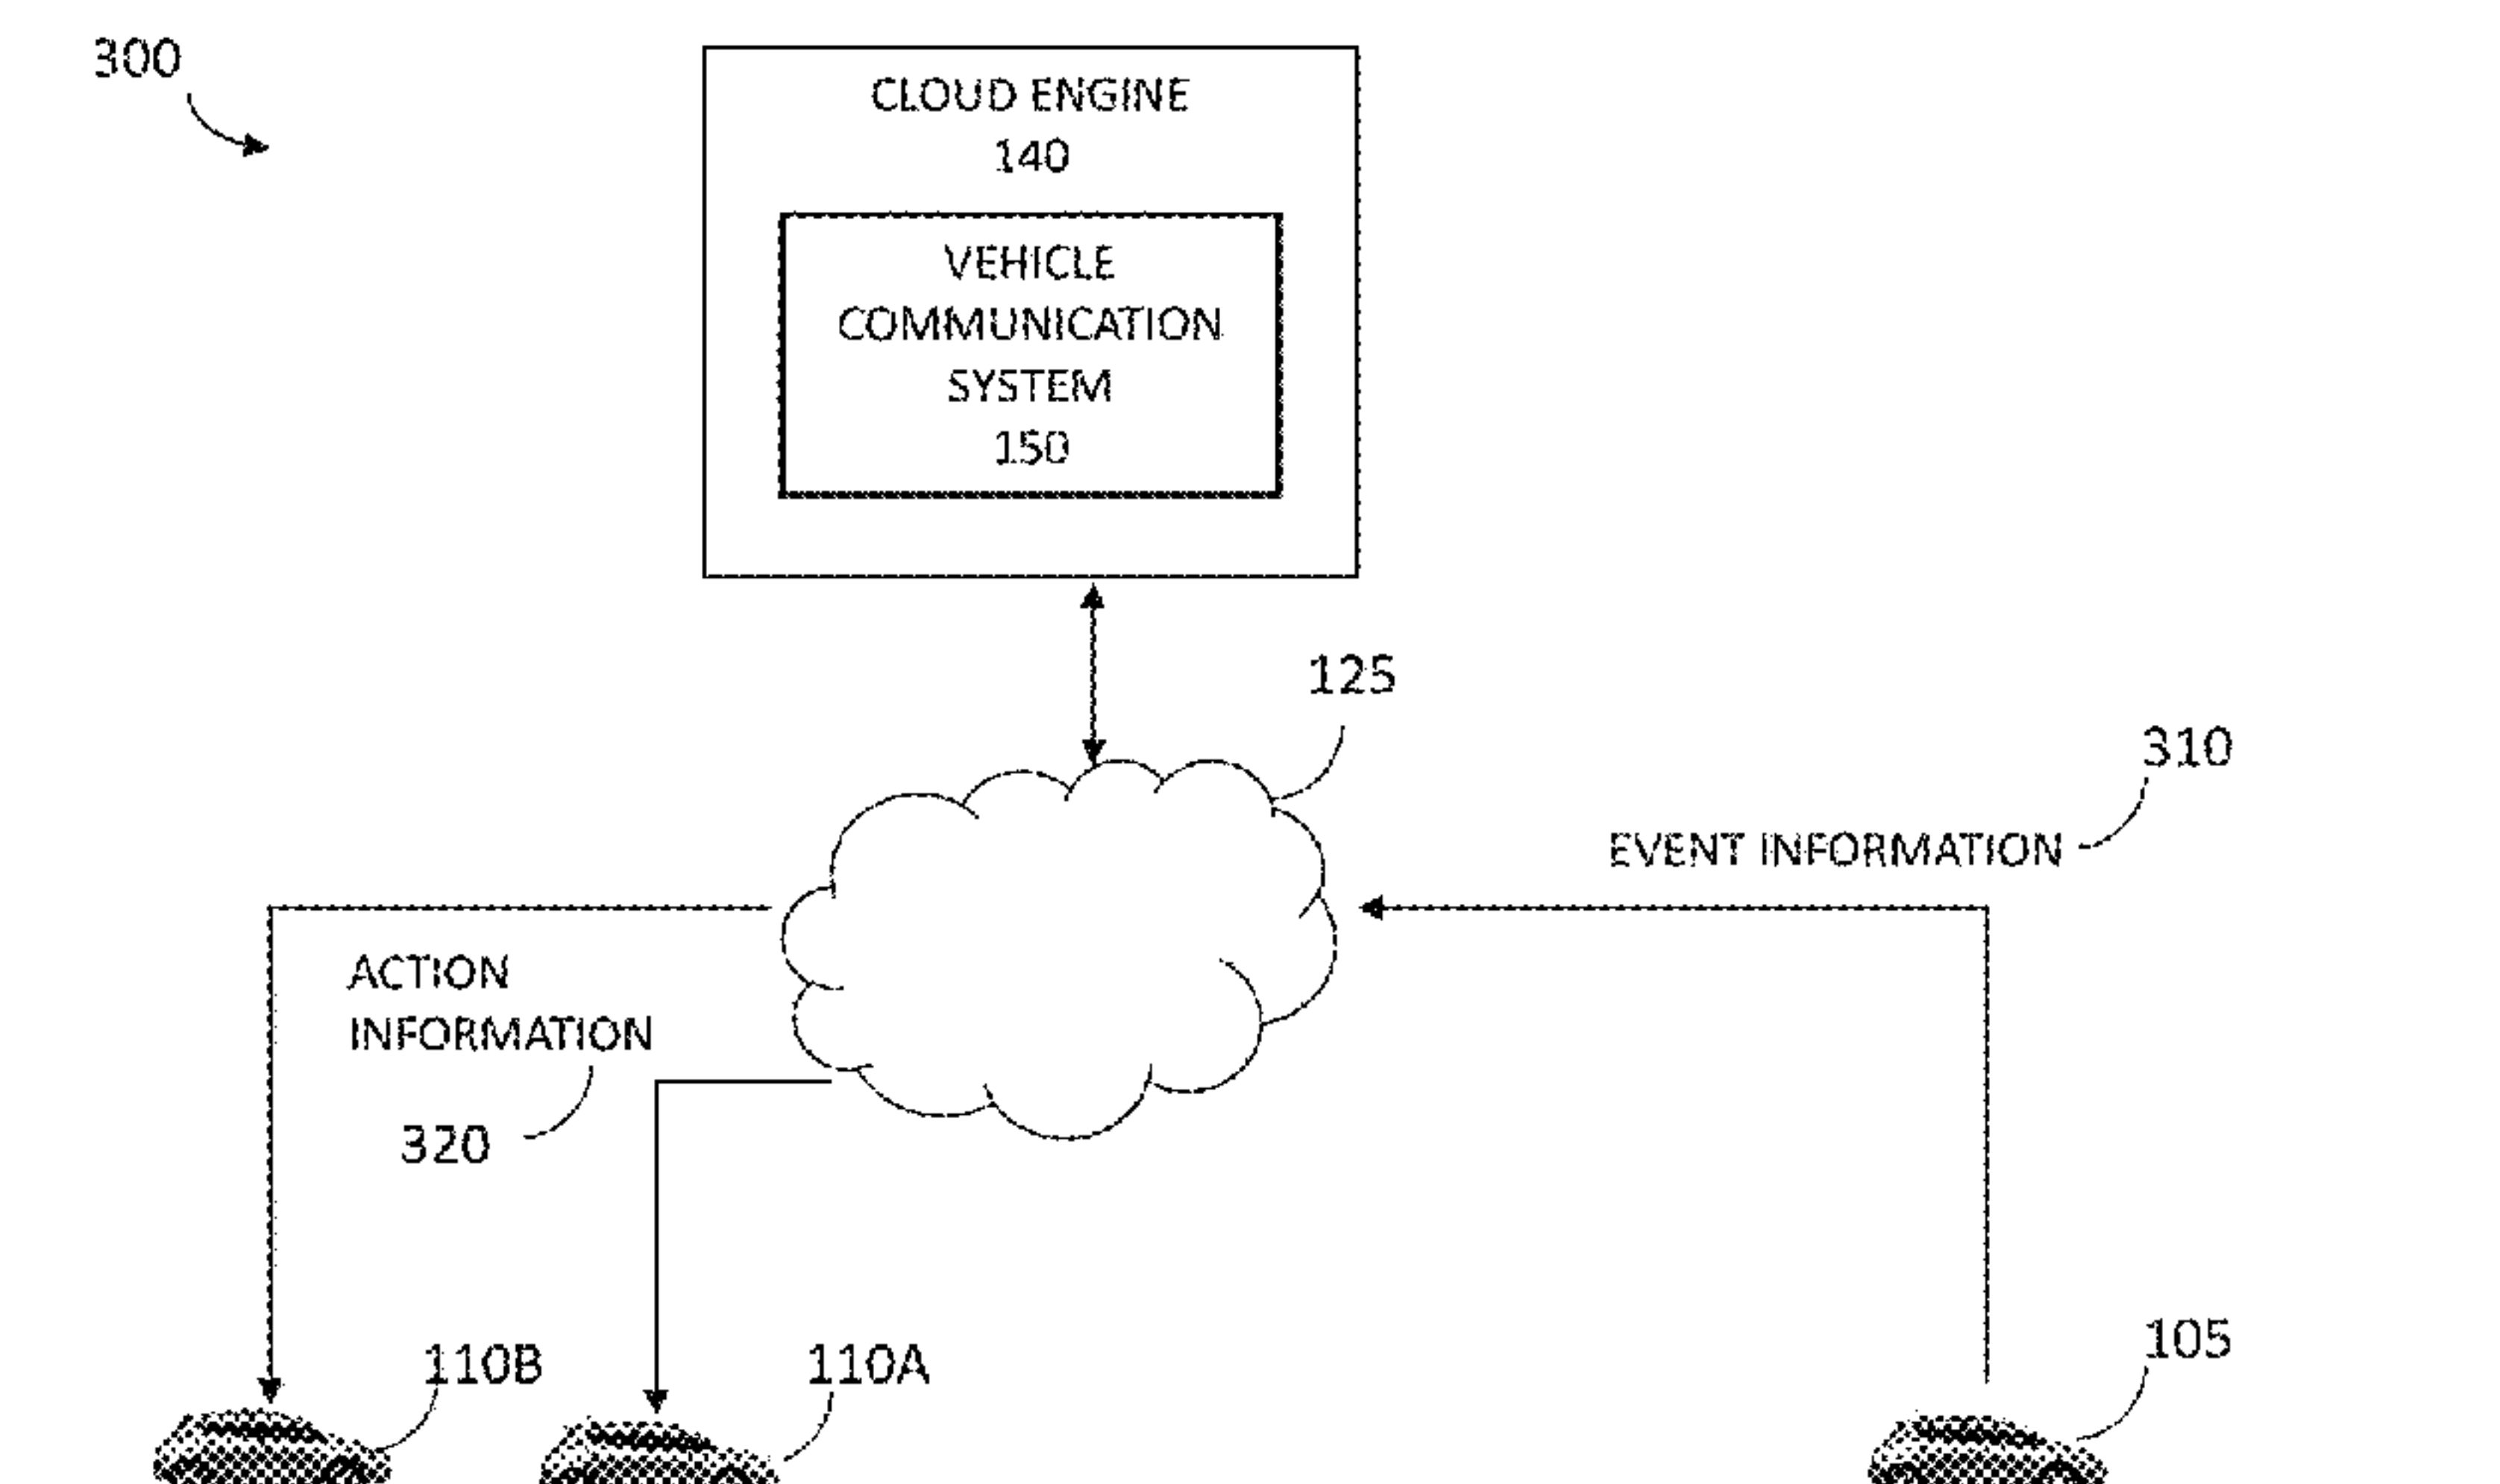 300
CLOUD ENGINE
140
VEHICLE
COMMUNICATION
SYSTEM
150
125
310
EVENT INFORMATION
ACTION
INFORMATION
320
110B
110A
105